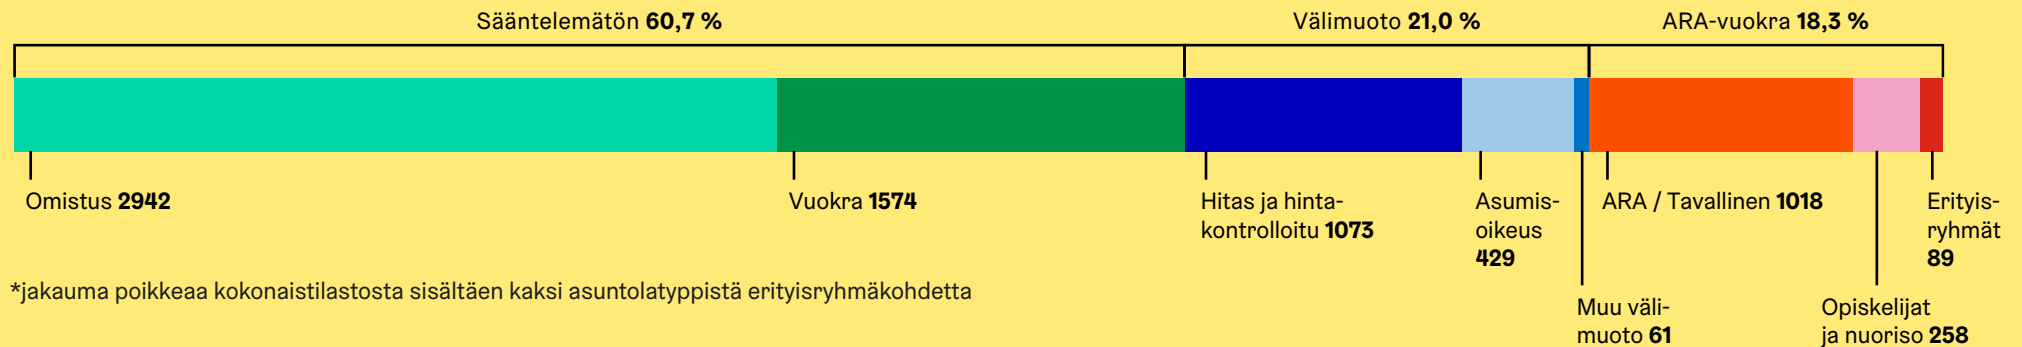 Sääntelemätön 60,7 %
Välimuoto 21,0 %
ARA-vuokra 18,3 %
Omistus 2942
Vuokra 1574
Hitas ja hinta-
kontrolloitu 1073
Asumis-
oikeus
429
ARA / Tavallinen 1018
Erityis-
ryhmät
89
Muu väli-
muoto 61
Opiskelijat
ja nuoriso 258
*jakauma poikkeaa kokonaistilastosta sisältäen kaksi asuntolatyppistä erityisryhmäkohdetta